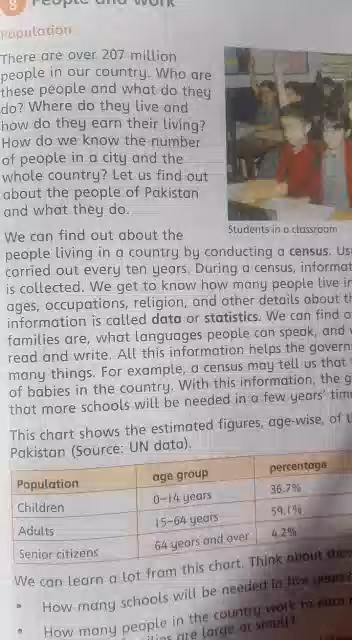 8 People and Work
Population
There are over 207 million
people in our country. Who are
these people and what do they
do? Where do they live and
how do they earn their living?
How do we know the number
of people in a city and the
whole country? Let us find out
about the people of Pakistan
and what they do.
Students in a classroom
We can find out about the
people living in a country by conducting a census.
carried out every ten years. During a census,
is collected. We get to know how many people live
ages, occupations, religion, and other details about
information is called data or statistics. We can find
families are, what languages people can speak, and
read and write. All this information helps the
many things. For example, a census may tell us that
of babies in the country. With this information, the
that more schools will be needed in a few years'
This chart shows the estimated figures, age-wise, of
Pakistan (Source: UN data).
Population age group percentage
Children 0–14 years 36.7%
Adults 15–64 years 59.1%
Senior citizens 64 years and over 4.2%
We can learn a lot from this chart. Think about
• How many schools will be needed in few years
• How many people in the country work to earn
are large or small?